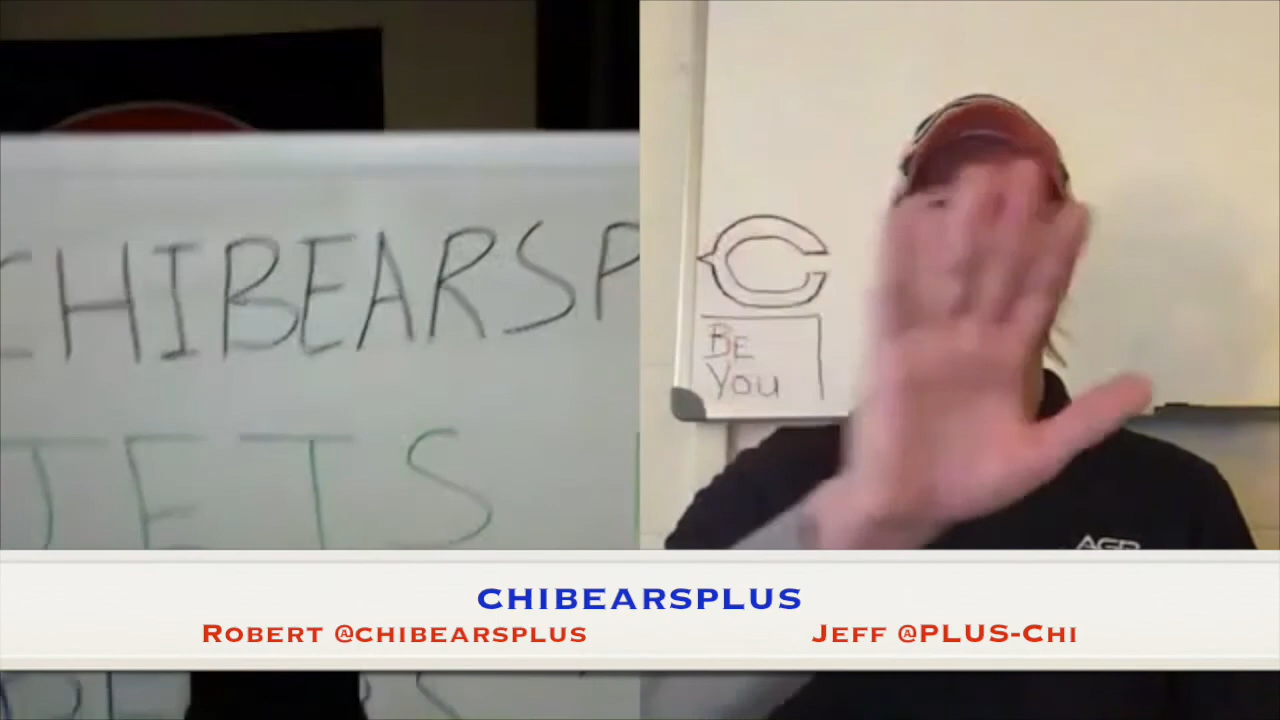 CHIBEARSP
JETS
BE
YOU
CHIBEARSPLUS
ROBERT @CHIBEARSPLUS
JEFF @PLUS-CHI